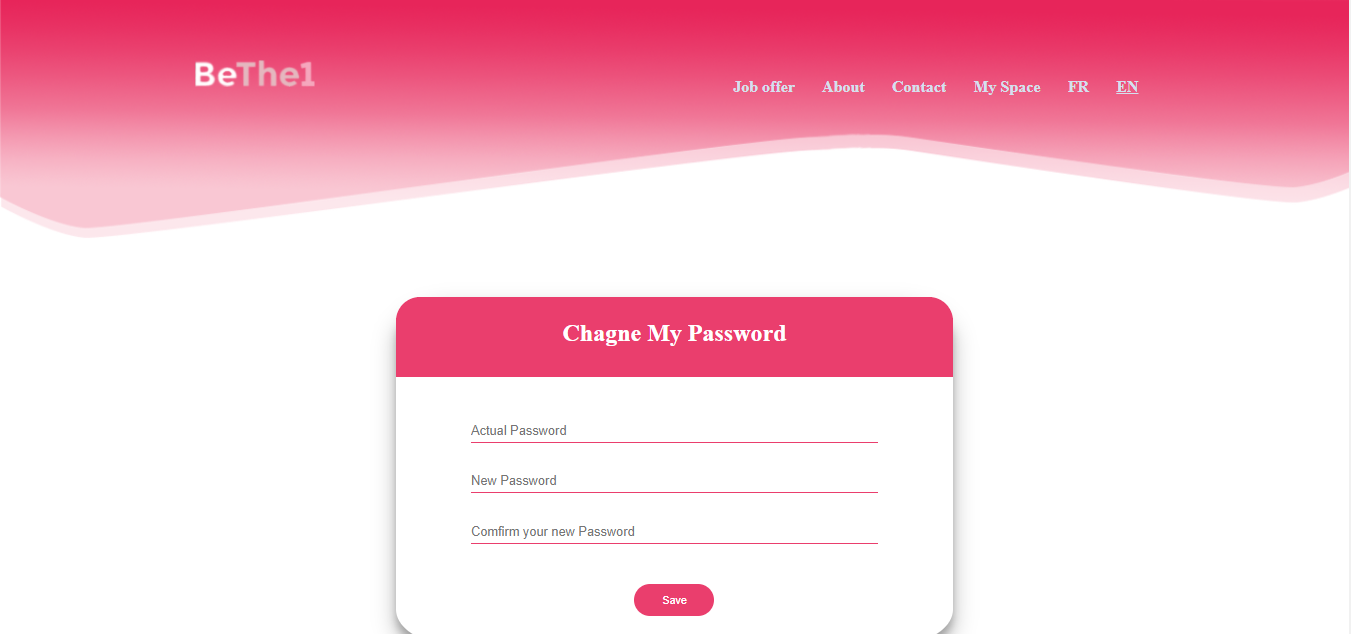 BeThe1
Job offer About Contact My Space FR EN
Chagne My Password
Actual Password
New Password
Comfirm your new Password
Save